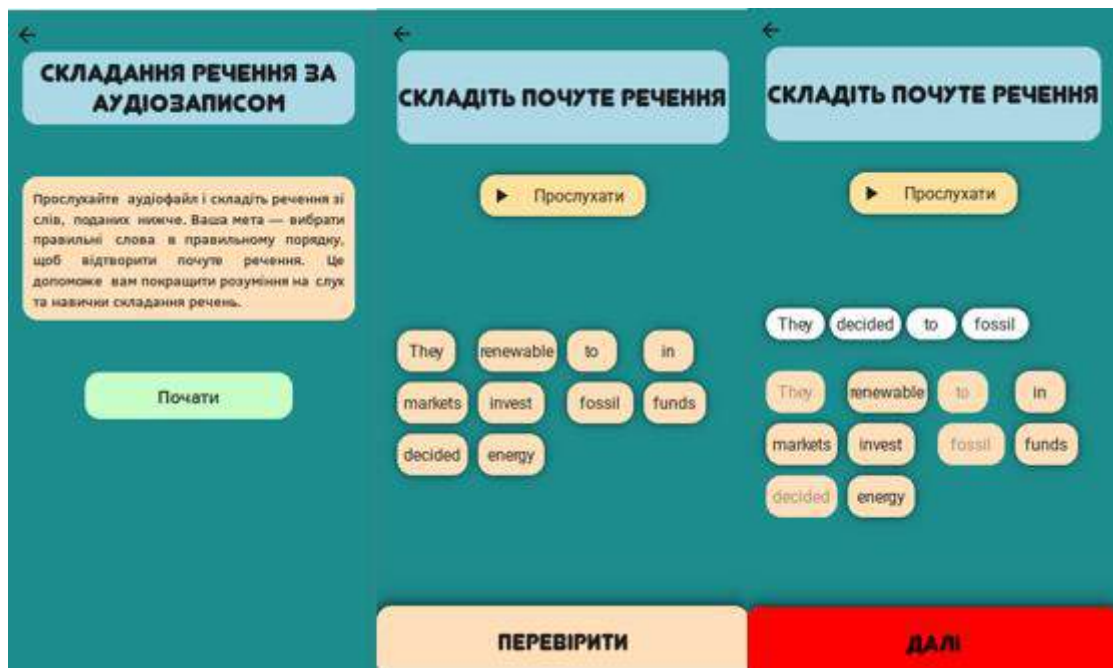 ←
СКЛАДАННЯ РЕЧЕННЯ ЗА
АУДІОЗАПИСОМ
Прослухайте аудіофайл і складіть речення зі
слів, поданих нижче. Ваша мета — вибрати
правильні слова в правильному порядку,
щоб відтворити почуте речення. Це
допоможе вам покращити розуміння на слух
та навички складання речень.
Почати
←
СКЛАДІТЬ ПОЧУТЕ РЕЧЕННЯ
▶ Прослухати
They renewable to in
markets invest fossil funds
decided energy
ПЕРЕВІРИТИ
←
СКЛАДІТЬ ПОЧУТЕ РЕЧЕННЯ
▶ Прослухати
They decided to fossil
They renewable to in
markets invest fossil funds
decided energy
ДАЛІ